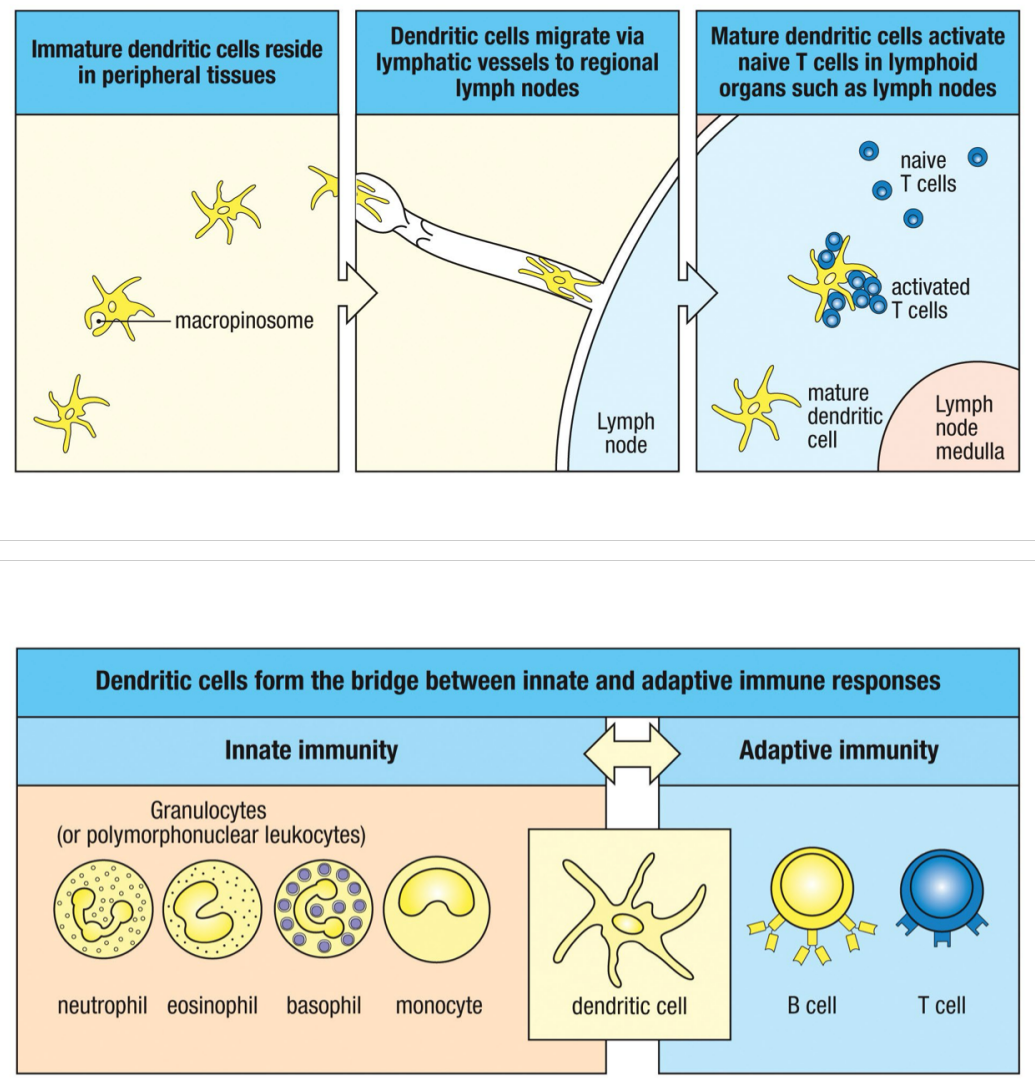 Immature dendritic cells reside
in peripheral tissues
macropinosome
Dendritic cells migrate via
lymphatic vessels to regional
lymph nodes
Lymph
node
Mature dendritic cells activate
naive T cells in lymphoid
organs such as lymph nodes
naive
T cells
activated
T cells
mature
dendritic
cell
Lymph
node
medulla
Dendritic cells form the bridge between innate and adaptive immune responses
Innate immunity
Adaptive immunity
Granulocytes
(or polymorphonuclear leukocytes)
neutrophil
eosinophil
basophil
monocyte
dendritic cell
B cell
T cell